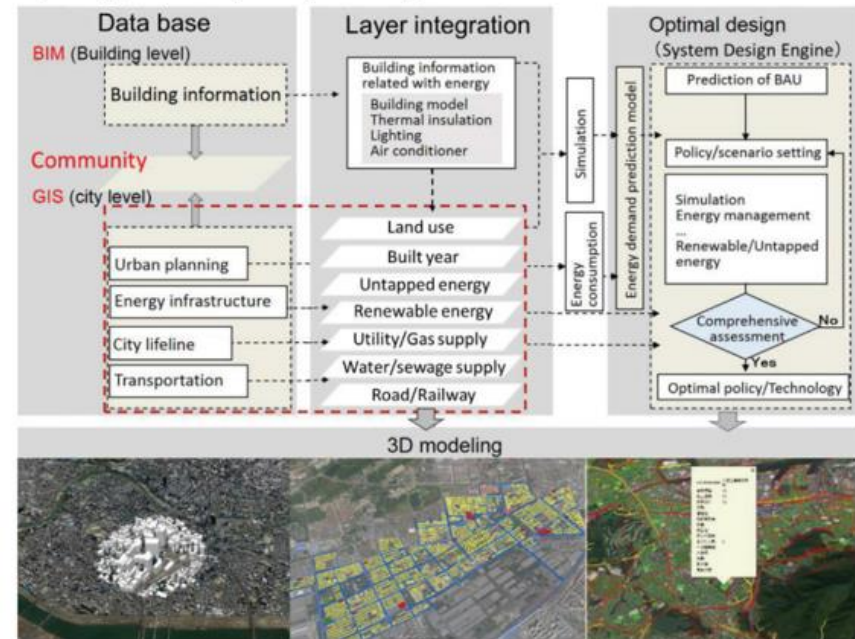 Data base
BIM (Building level)
Building information
Community
GIS (city level)
Urban planning
Energy infrastructure
City lifeline
Transportation
Layer integration
Building information
related with energy
Building model
Thermal insulation
Lighting
Air conditioner
Land use
Built year
Untapped energy
Renewable energy
Utility/Gas supply
Water/sewage supply
Road/Railway
Simulation
Energy
consumption
Energy demand prediction model
Optimal design
(System Design Engine)
Prediction of BAU
Policy/scenario setting
Simulation
Energy management
...
Renewable/Untapped
energy
Comprehensive
assessment
No
Yes
Optimal policy/Technology
3D modeling